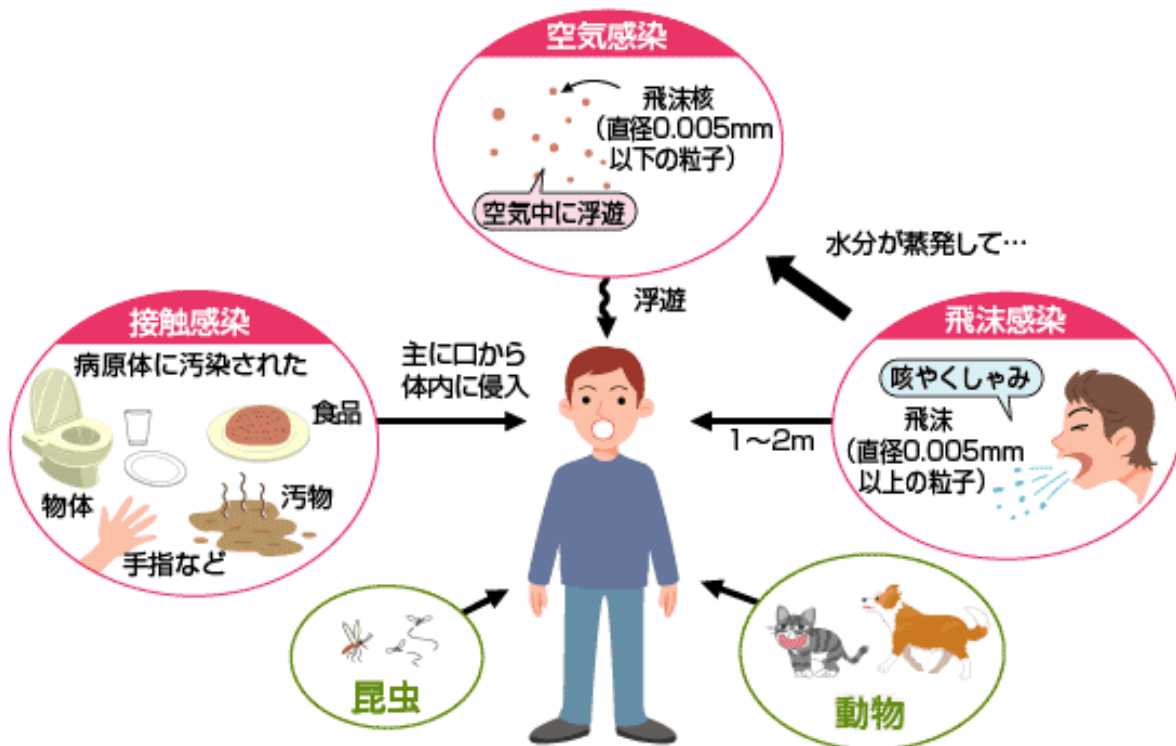 空気感染
飛沫核
（直径0.005mm
以下の粒子）
空気中に浮遊
水分が蒸発して…
浮遊
接触感染
病原体に汚染された
食品
物体
汚物
手指など
主に口から
体内に侵入
飛沫感染
咳やくしゃみ
飛沫
（直径0.005mm
以上の粒子）
1〜2m
昆虫
動物